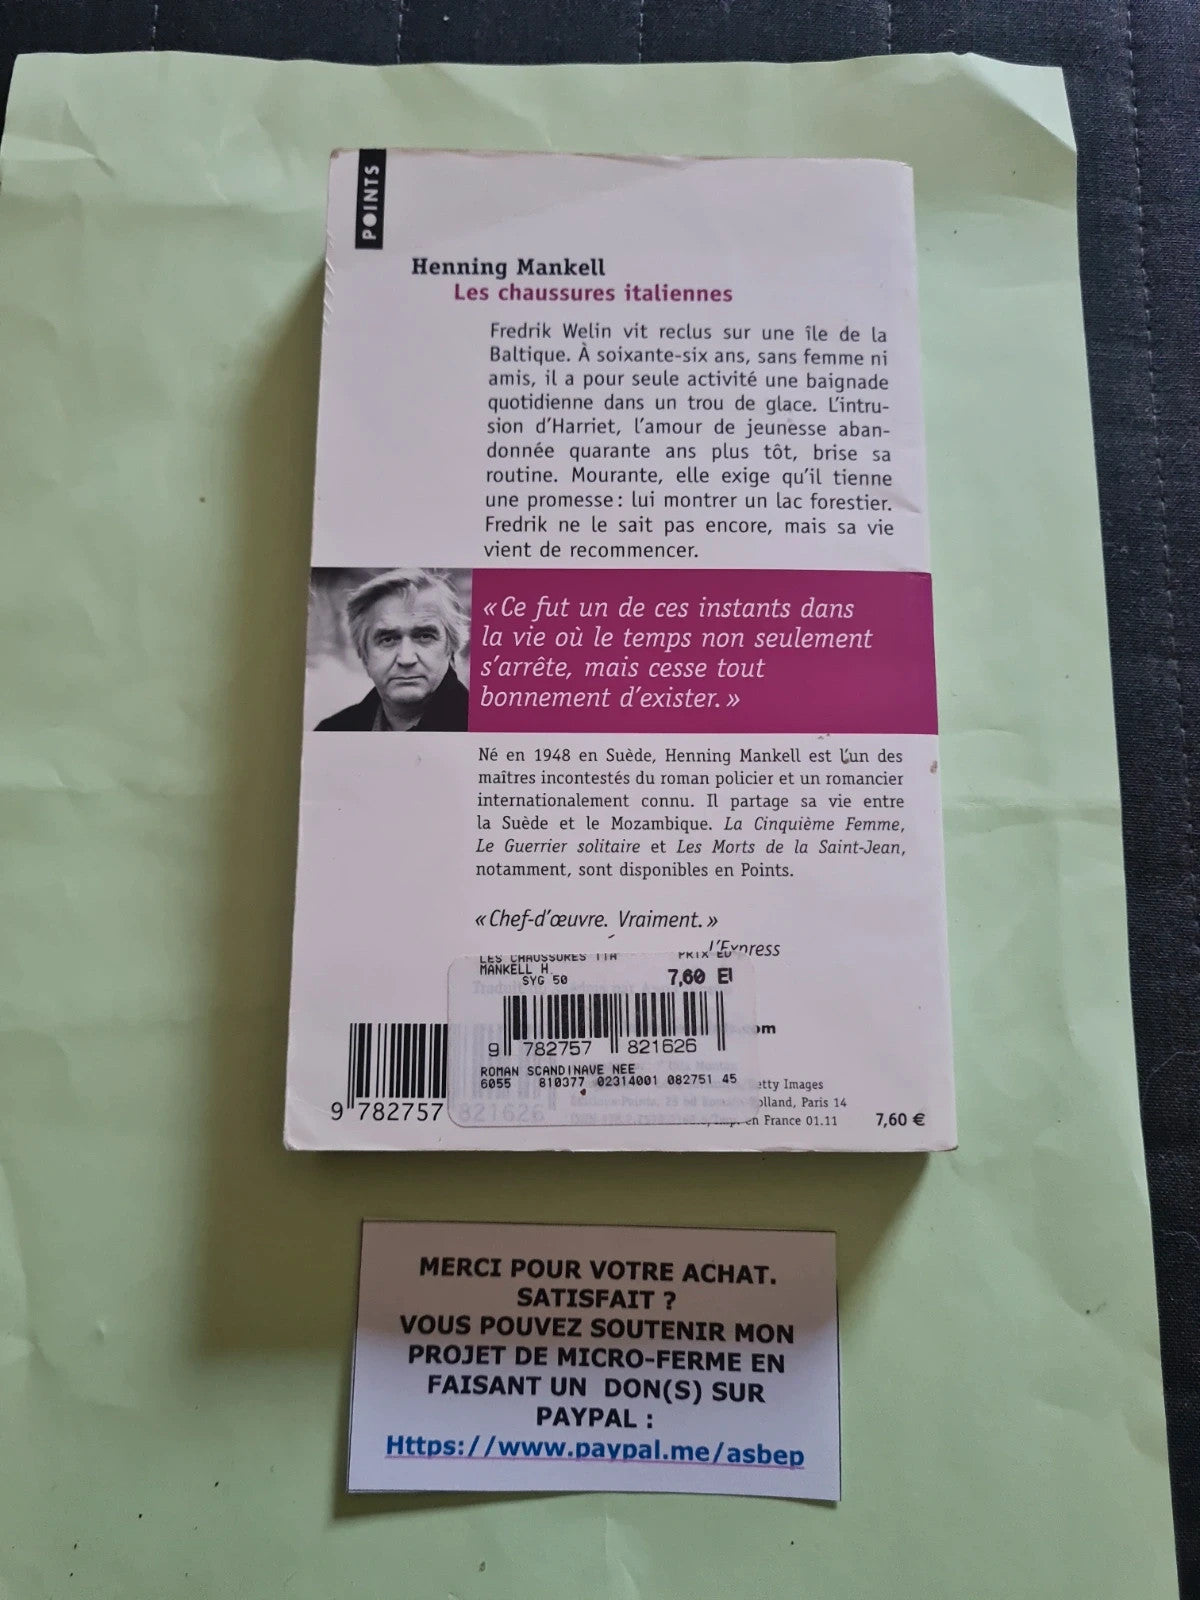 POINTS
Henning Mankell
Les chaussures italiennes
Fredrik Welin vit reclus sur une île de la
Baltique. À soixante-six ans, sans femme ni
amis, il a pour seule activité une baignade
quotidienne dans un trou de glace. L'intru-
sion d'Harriet, l'amour de jeunesse aban-
donnée quarante ans plus tôt, brise sa
routine. Mourante, elle exige qu'il tienne
une promesse : lui montrer un lac forestier.
Fredrik ne le sait pas encore, mais sa vie
vient de recommencer.
« Ce fut un de ces instants dans
la vie où le temps non seulement
s'arrête, mais cesse tout
bonnement d'exister. »
Né en 1948 en Suède, Henning Mankell est l'un des
maîtres incontestés du roman policier et un romancier
internationalement connu. Il partage sa vie entre
la Suède et le Mozambique. La Cinquième Femme,
Le Guerrier solitaire et Les Morts de la Saint-Jean,
notamment, sont disponibles en Points.
« Chef-d'œuvre. Vraiment. »
L'Express
LES CHAUSSURES ITA PRIX EU
MANKELL H
SYG 50 7,60 EU
9 782757 821626
ROMAN SCANDINAVE NEE
6055 810377 02314001 082751 45
om
etty Images
olland, Paris 14
en France 01.11
9 782757 821626
7,60 €
MERCI POUR VOTRE ACHAT.
SATISFAIT ?
VOUS POUVEZ SOUTENIR MON
PROJET DE MICRO-FERME EN
FAISANT UN DON(S) SUR
PAYPAL :
Https://www.paypal.me/asbep